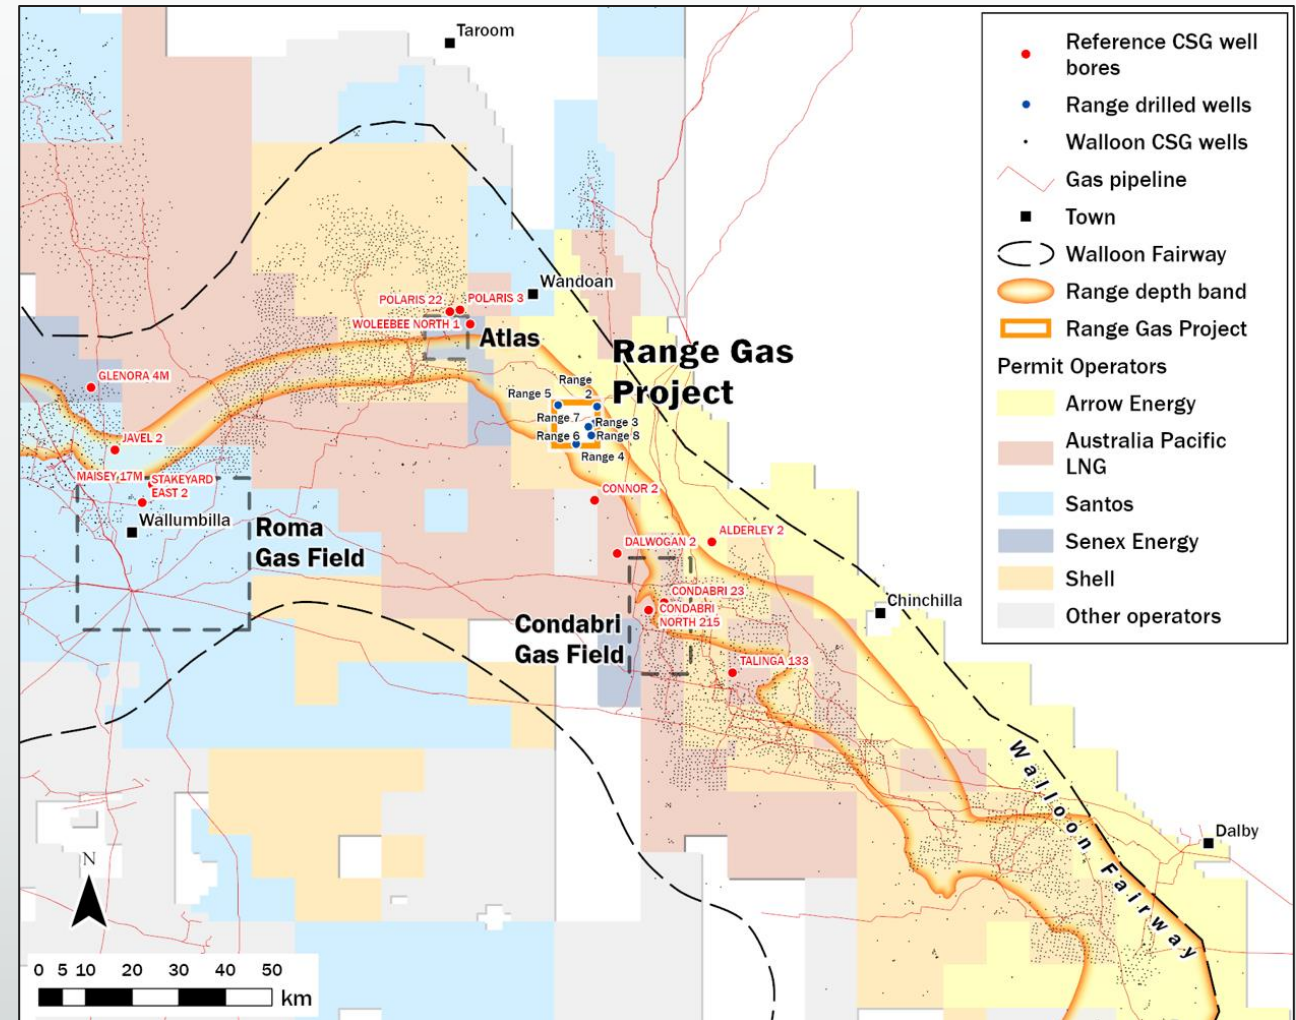 Taroom
Wandoan
POLARIS 22
POLARIS 3
WOLEEBEE NORTH 1
Atlas
Range Gas
Project
GLENORA 4M
Range
2
Range 5
Range 7
Range 3
Range 6
Range 8
Range 4
JAVEL 2
MAISEY 17M
STAKEYARD
EAST 2
Wallumbilla
Roma
Gas Field
CONNOR 2
DALWOGAN 2
ALDERLEY 2
CONDABRI 23
CONDABRI
NORTH 215
Condabri
Gas Field
TALINGA 133
Chinchilla
Walloon Fairway
Dalby
N
0 5 10 20 30 40 50
km
Reference CSG well
bores
Range drilled wells
Walloon CSG wells
Gas pipeline
Town
Walloon Fairway
Range depth band
Range Gas Project
Permit Operators
Arrow Energy
Australia Pacific
LNG
Santos
Senex Energy
Shell
Other operators